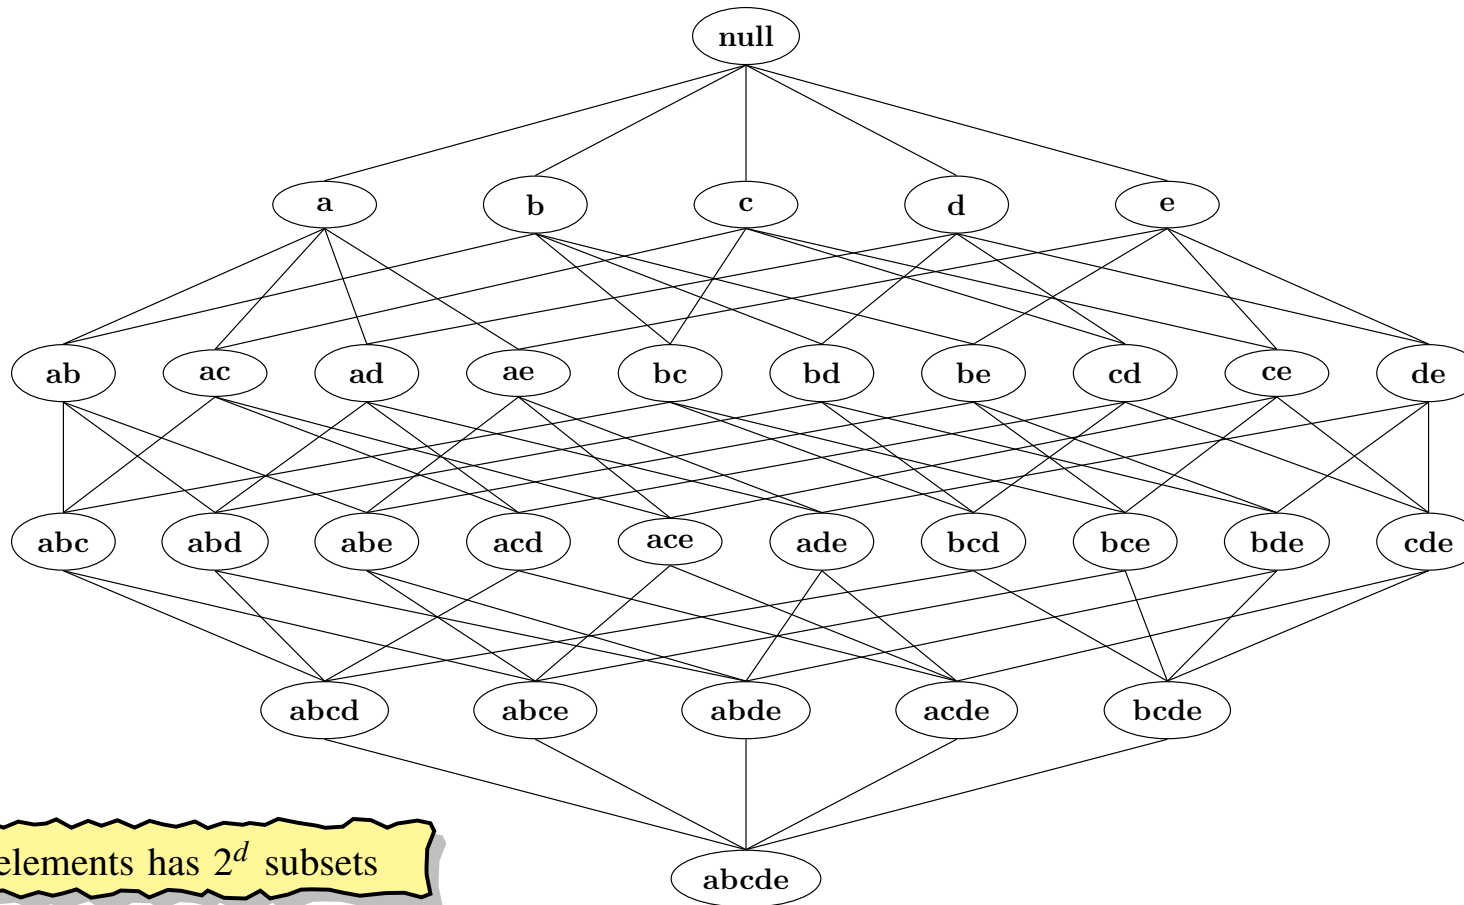 null
a b c d e
ab ac ad ae bc bd be cd ce de
abc abd abe acd ace ade bcd bce bde cde
abcd abce abde acde bcde
elements has 2^d subsets
abcde